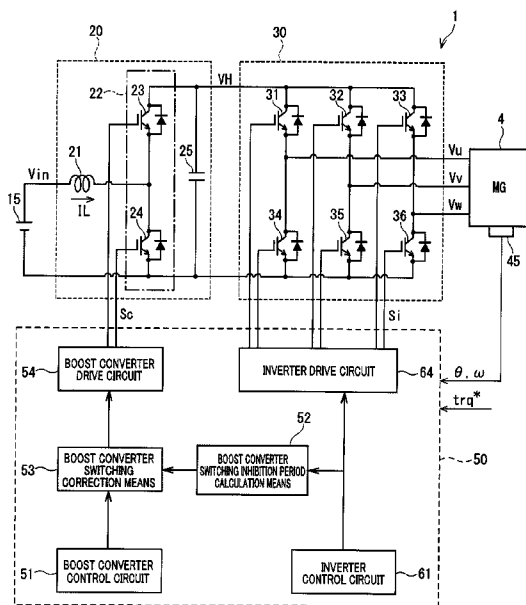 20
30
1
22
23
VH
31
32
33
4
Vin
21
25
Vu
MG
15
IL
24
Vv
34
35
36
Vw
45
Sc
Si
54
BOOST CONVERTER
DRIVE CIRCUIT
INVERTER DRIVE CIRCUIT
64
θ, ω
trq*
52
53
BOOST CONVERTER
SWITCHING
CORRECTION MEANS
BOOST CONVERTER
SWITCHING INHIBITION PERIOD
CALCULATION MEANS
50
51
BOOST CONVERTER
CONTROL CIRCUIT
INVERTER
CONTROL CIRCUIT
61